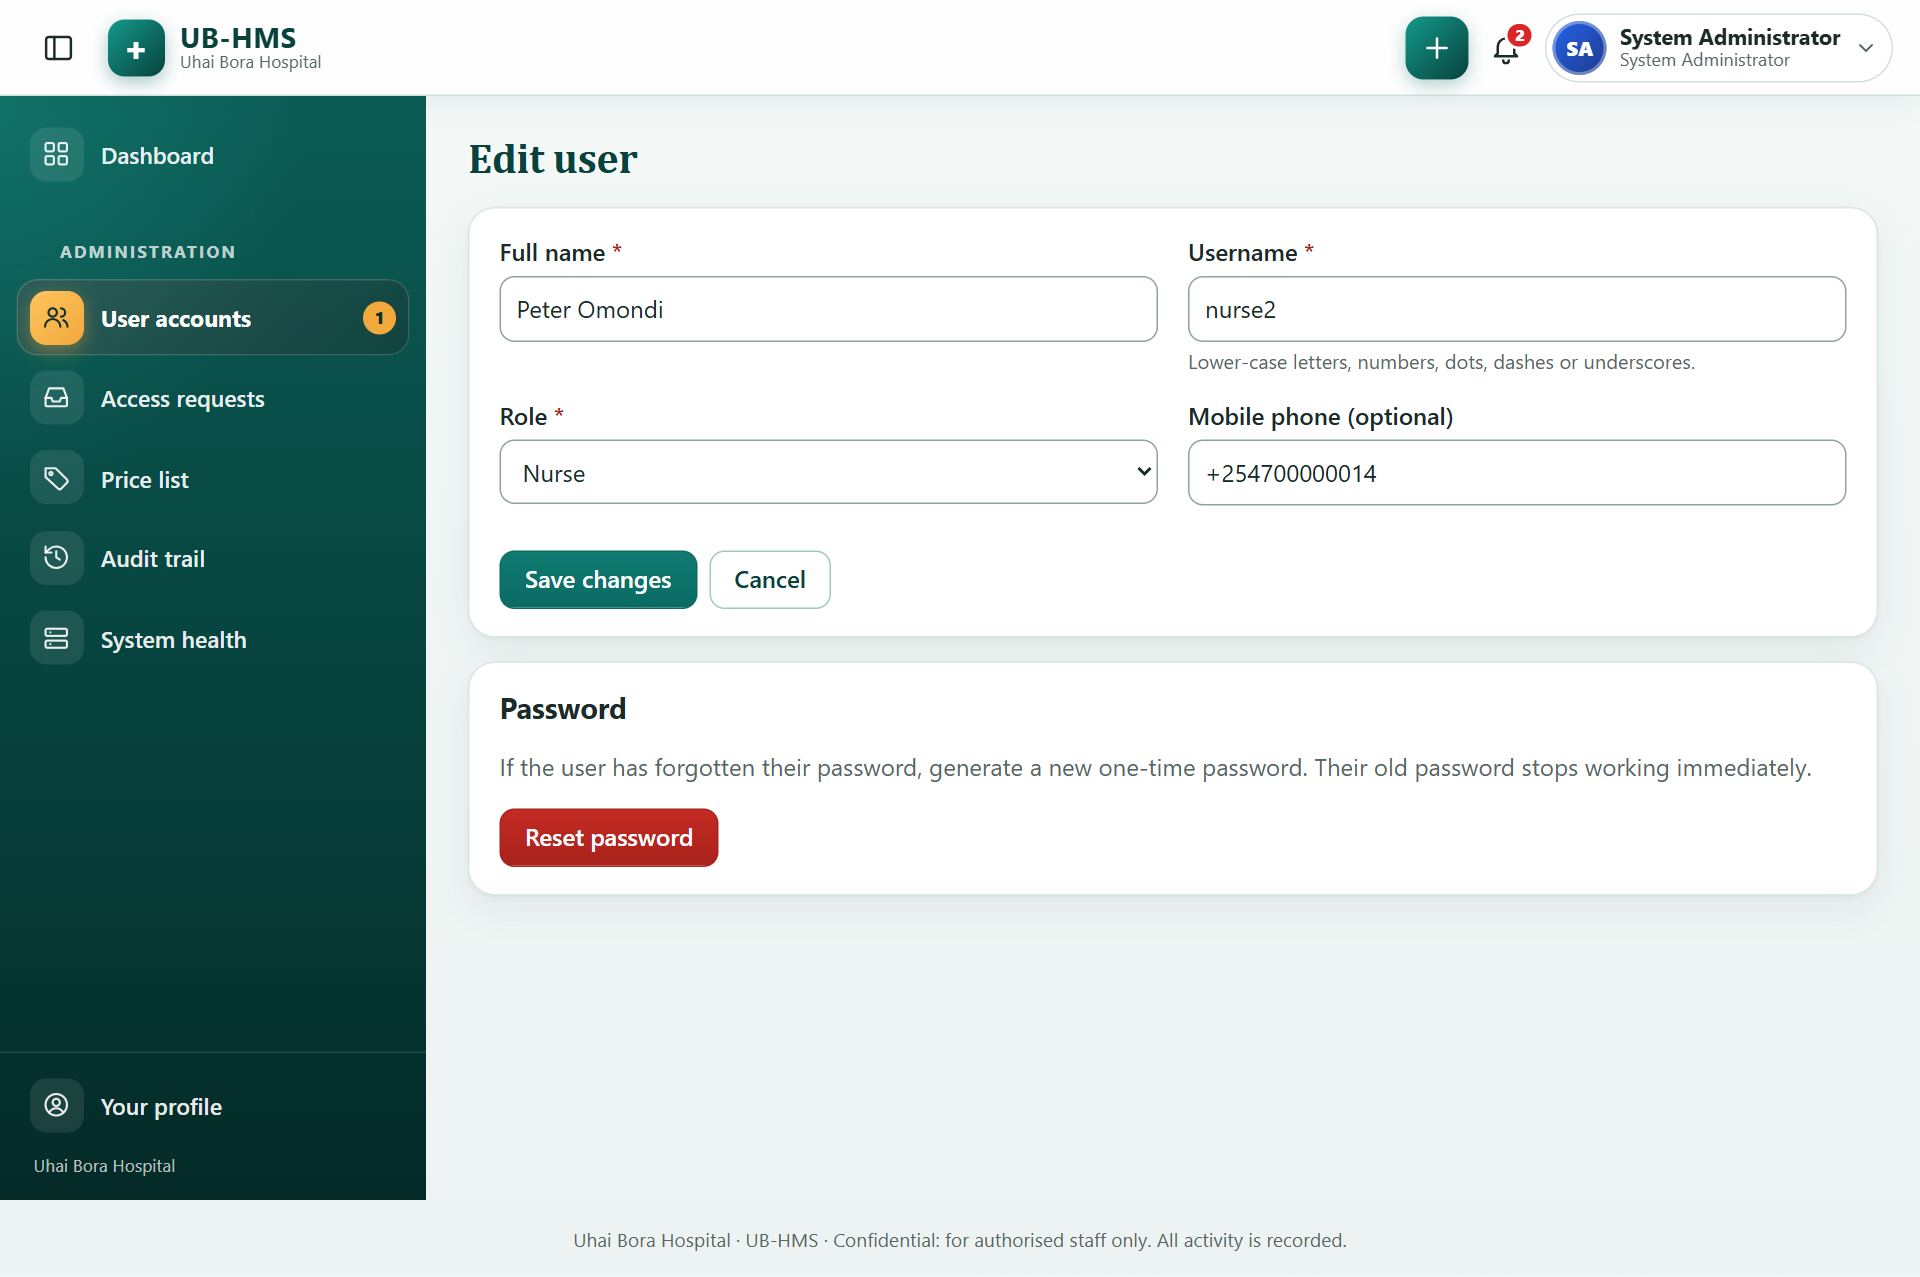 UB-HMS
Uhai Bora Hospital
2
SA
System Administrator
System Administrator
Dashboard
ADMINISTRATION
User accounts
1
Access requests
Price list
Audit trail
System health
Your profile
Uhai Bora Hospital
Edit user
Full name *
Peter Omondi
Username *
nurse2
Lower-case letters, numbers, dots, dashes or underscores.
Role *
Nurse
Mobile phone (optional)
+254700000014
Save changes
Cancel
Password
If the user has forgotten their password, generate a new one-time password. Their old password stops working immediately.
Reset password
Uhai Bora Hospital · UB-HMS · Confidential: for authorised staff only. All activity is recorded.